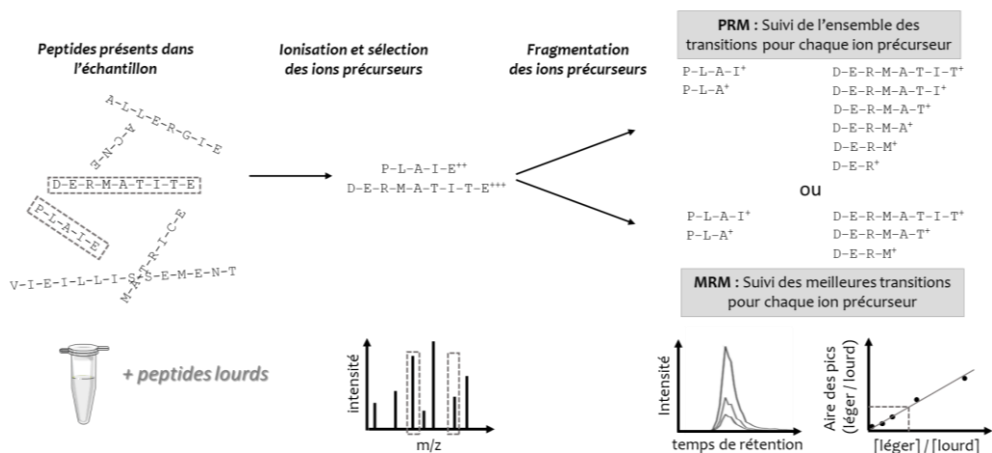 Peptides présents dans
l'échantillon
Ionisation et sélection
des ions précurseurs
Fragmentation
des ions précurseurs
PRM : Suivi de l'ensemble des
transitions pour chaque ion précurseur
A-L-L-E-R-G-I-E
A-C-N-E
D-E-R-M-A-T-I-T-E
P-L-A-I-E
M-A-T-R-I-C-E
V-I-E-I-L-L-I-S-S-E-M-E-N-T
P-L-A-I-E++
D-E-R-M-A-T-I-T-E+++
P-L-A-I+
P-L-A+
D-E-R-M-A-T-I-T+
D-E-R-M-A-T-I+
D-E-R-M-A-T+
D-E-R-M-A+
D-E-R-M+
D-E-R+
ou
P-L-A-I+
P-L-A+
D-E-R-M-A-T-I-T+
D-E-R-M-A-T+
D-E-R-M+
MRM : Suivi des meilleures transitions
pour chaque ion précurseur
+ peptides lourds
intensité
m/z
Intensité
temps de rétention
Aire des pics
(léger / lourd)
[léger] / [lourd]